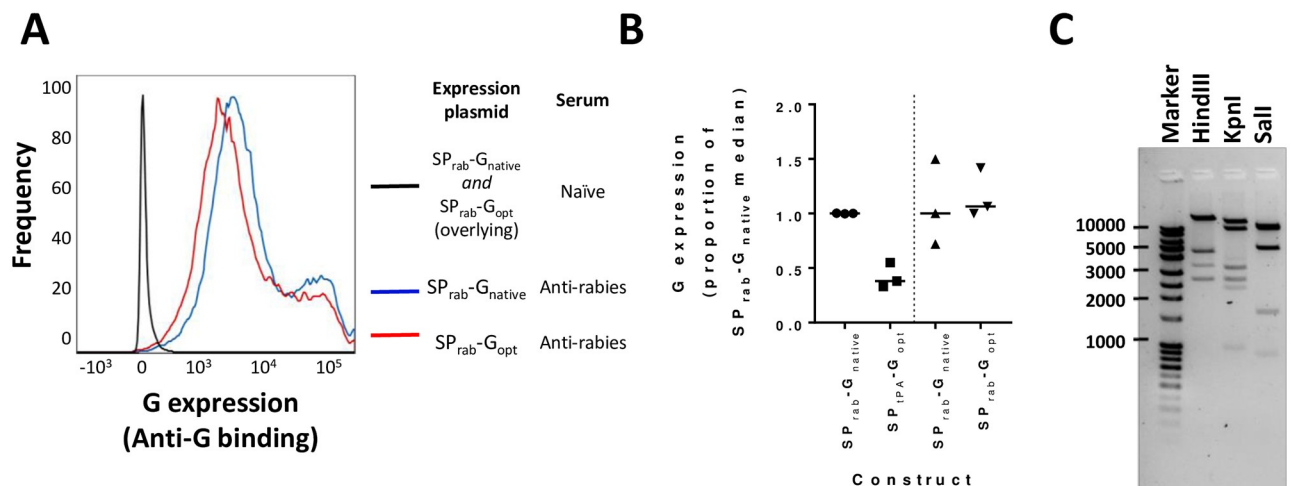 A
Frequency
100
80
60
40
20
0
-10³ 0 10³ 10⁴ 10⁵
G expression
(Anti-G binding)
Expression
plasmid
Serum
SPrab-Gnative
and
SPrab-Gopt
(overlying)
Naïve
SPrab-Gnative Anti-rabies
SPrab-Gopt Anti-rabies
B
G expression
(proportion of
SPrab-Gnative median)
2.0
1.5
1.0
0.5
0.0
SPrab-Gnative
SPtPA-Gopt
SPrab-Gnative
SPrab-Gopt
Construct
C
Marker
HindIII
KpnI
SalI
10000
5000
3000
2000
1000